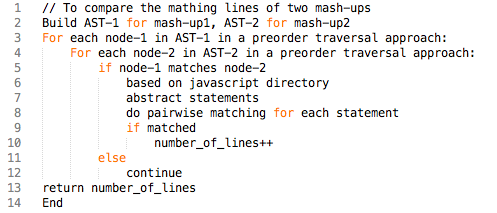 1 // To compare the mathing lines of two mash-ups
2 Build AST-1 for mash-up1, AST-2 for mash-up2
3 For each node-1 in AST-1 in a preorder traversal approach:
4 For each node-2 in AST-2 in a preorder traversal approach:
5 if node-1 matches node-2
6 based on javascript directory
7 abstract statements
8 do pairwise matching for each statement
9 if matched
10 number_of_lines++
11 else
12 continue
13 return number_of_lines
14 End